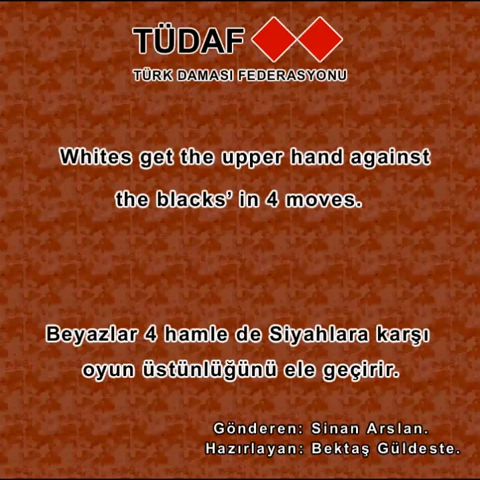 TÜDAF
TÜRK DAMASI FEDERASYONU
Whites get the upper hand against
the blacks’ in 4 moves.
Beyazlar 4 hamle de Siyahlara karşı
oyun üstünlüğünü ele geçirir.
Gönderen: Sinan Arslan.
Hazırlayan: Bektaş Güldeste.